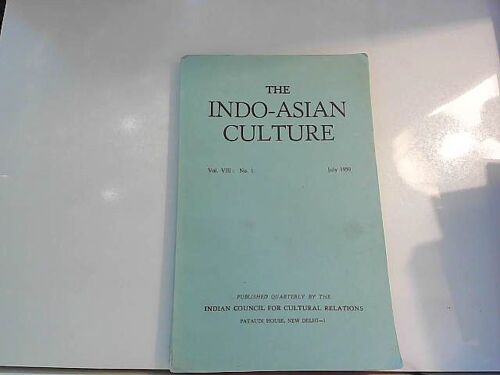 THE
INDO-ASIAN
CULTURE
Vol. VIII : No. 1 July 1959
PUBLISHED QUARTERLY BY THE
INDIAN COUNCIL FOR CULTURAL RELATIONS
PATAUDI HOUSE, NEW DELHI—1